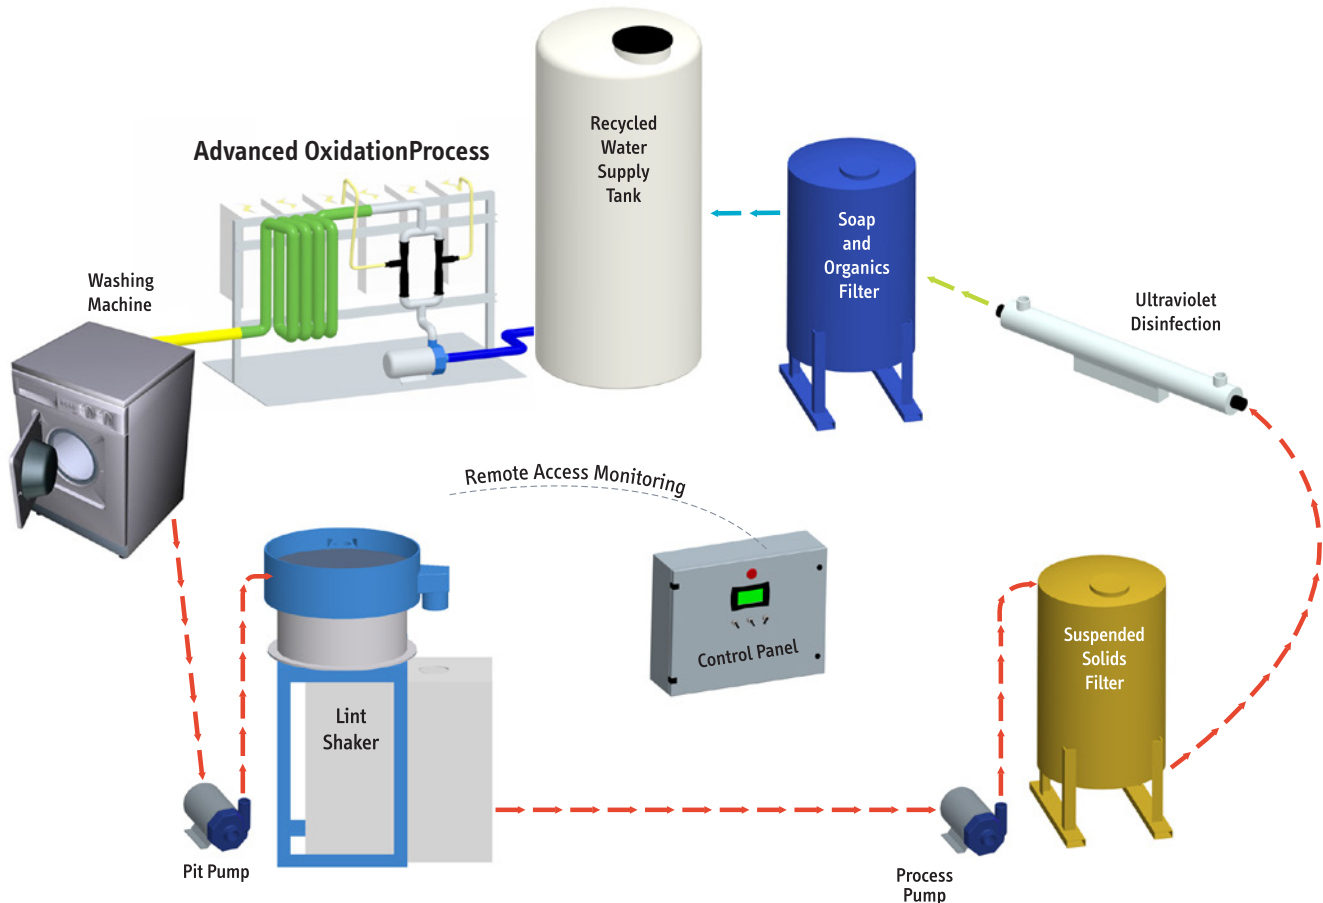 Recycled
Water
Supply
Tank
Advanced OxidationProcess
Soap
and
Organics
Filter
Washing
Machine
Ultraviolet
Disinfection
Remote Access Monitoring
Control Panel
Suspended
Solids
Filter
Lint
Shaker
Pit Pump
Process
Pump